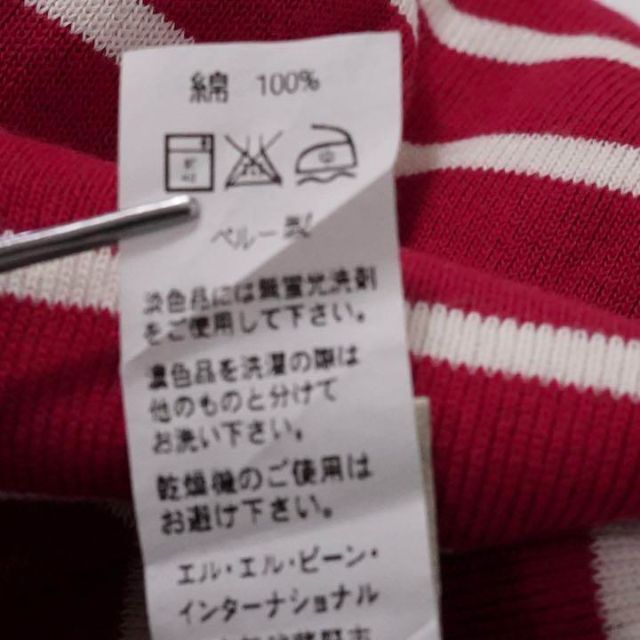 綿 100%
中
ペルー製
淡色品には無蛍光洗剤
をご使用して下さい。
濃色品を洗濯の際は
他のものと分けて
お洗い下さい。
乾燥機のご使用は
お避け下さい。
エル・エル・ビーン・
インターナショナル